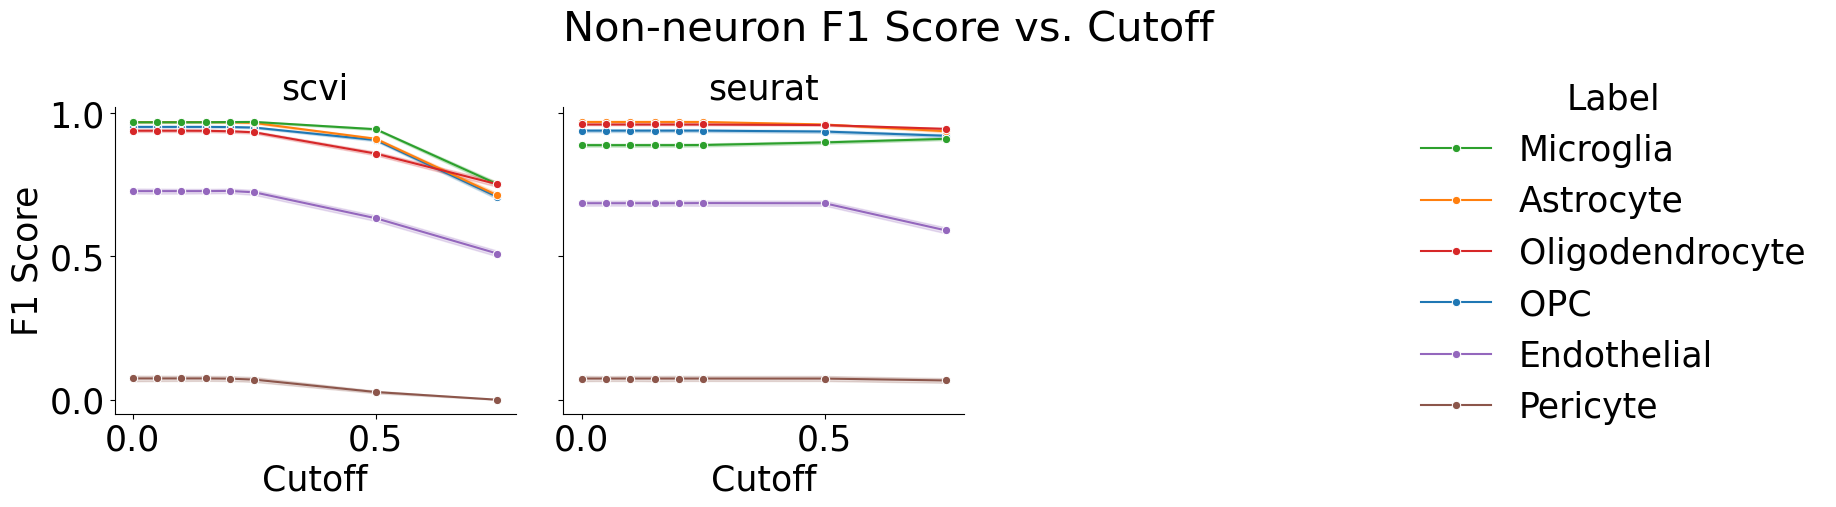 Non-neuron F1 Score vs. Cutoff
scvi
seurat
F1 Score
1.0
0.5
0.0
0.0
0.5
Cutoff
0.0
0.5
Cutoff
Label
Microglia
Astrocyte
Oligodendrocyte
OPC
Endothelial
Pericyte